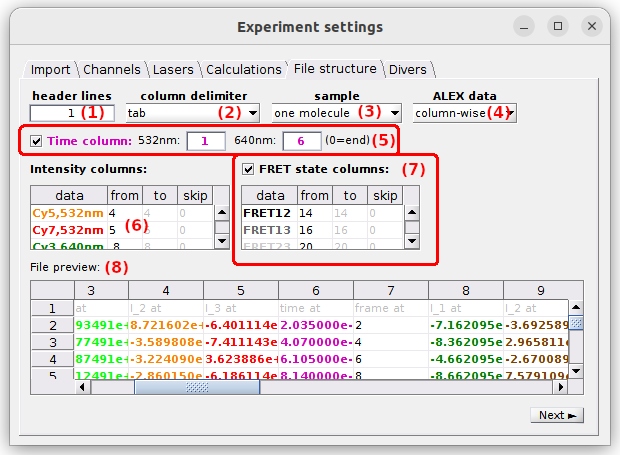 Experiment settings
Import Channels Lasers Calculations File structure Divers
header lines column delimiter sample ALEX data
1 (1) tab (2) one molecule (3) column-wise (4)
Time column: 532nm: 1 640nm: 6 (0=end) (5)
Intensity columns: FRET state columns: (7)
data from to skip data from to skip
Cy5,532nm 4 4 0 FRET12 14 14 0
Cy7,532nm 5 (6) 0 FRET13 16 16 0
Cy3,640nm 8 8 0 FRET23 20 20 0
File preview: (8)
3 4 5 6 7 8 9
1 at I_2 at I_3 at time at frame at I_1 at I_2 at
2 93491e+ 8.721602e+ -6.401114e 2.035000e- 2 -7.162095e -3.692589
3 77491e+ -3.589808e -7.411143e 4.070000e- 4 -8.362095e 2.965811e
4 87491e+ -3.224090e 3.623886e+ 6.105000e- 6 -4.662095e -2.670089
5 12491e+ -2.860150e -6.186114e 8.140000e- 8 -8.662095e 7.579109e
Next ►